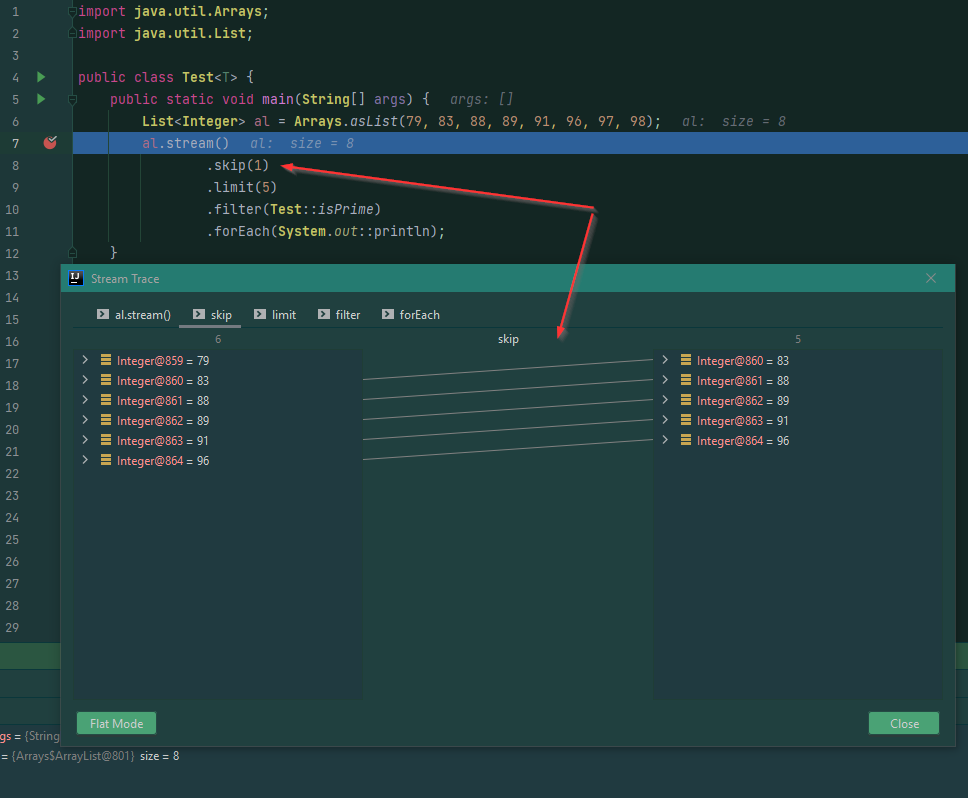 1 import java.util.Arrays;
2 import java.util.List;
3
4 public class Test<T> {
5 public static void main(String[] args) { args: []
6 List<Integer> al = Arrays.asList(79, 83, 88, 89, 91, 96, 97, 98); al: size = 8
7 al.stream() al: size = 8
8 .skip(1)
9 .limit(5)
10 .filter(Test::isPrime)
11 .forEach(System.out::println);
12 }
13
14
15
16
17
18
19
20
21
22
23
24
25
26
27
28
29
IJ Stream Trace
al.stream() skip limit filter forEach
6 skip 5
Integer@859 = 79 Integer@860 = 83
Integer@860 = 83 Integer@861 = 88
Integer@861 = 88 Integer@862 = 89
Integer@862 = 89 Integer@863 = 91
Integer@863 = 91 Integer@864 = 96
Integer@864 = 96
Flat Mode Close
gs = {String
= {Arrays$ArrayList@801} size = 8